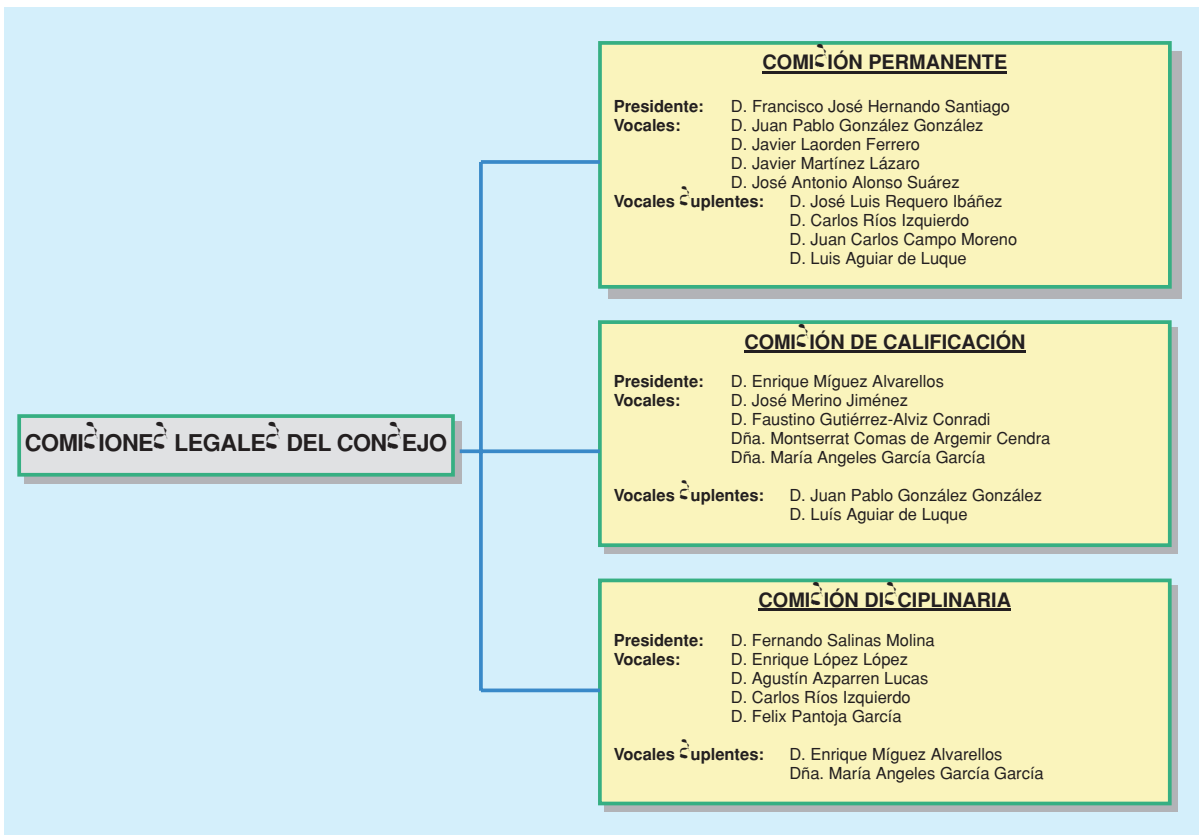 COMISIONES LEGALES DEL CONSEJO
COMISIÓN PERMANENTE
Presidente: D. Francisco José Hernando Santiago
Vocales: D. Juan Pablo González González
D. Javier Laorden Ferrero
D. Javier Martínez Lázaro
D. José Antonio Alonso Suárez
Vocales Suplentes: D. José Luis Requero Ibáñez
D. Carlos Ríos Izquierdo
D. Juan Carlos Campo Moreno
D. Luis Aguiar de Luque
COMISIÓN DE CALIFICACIÓN
Presidente: D. Enrique Míguez Alvarellos
Vocales: D. José Merino Jiménez
D. Faustino Gutiérrez-Alviz Conradi
Dña. Montserrat Comas de Argemir Cendra
Dña. María Angeles García García
Vocales Suplentes: D. Juan Pablo González González
D. Luís Aguiar de Luque
COMISIÓN DISCIPLINARIA
Presidente: D. Fernando Salinas Molina
Vocales: D. Enrique López López
D. Agustín Azparren Lucas
D. Carlos Ríos Izquierdo
D. Felix Pantoja García
Vocales Suplentes: D. Enrique Míguez Alvarellos
Dña. María Angeles García García